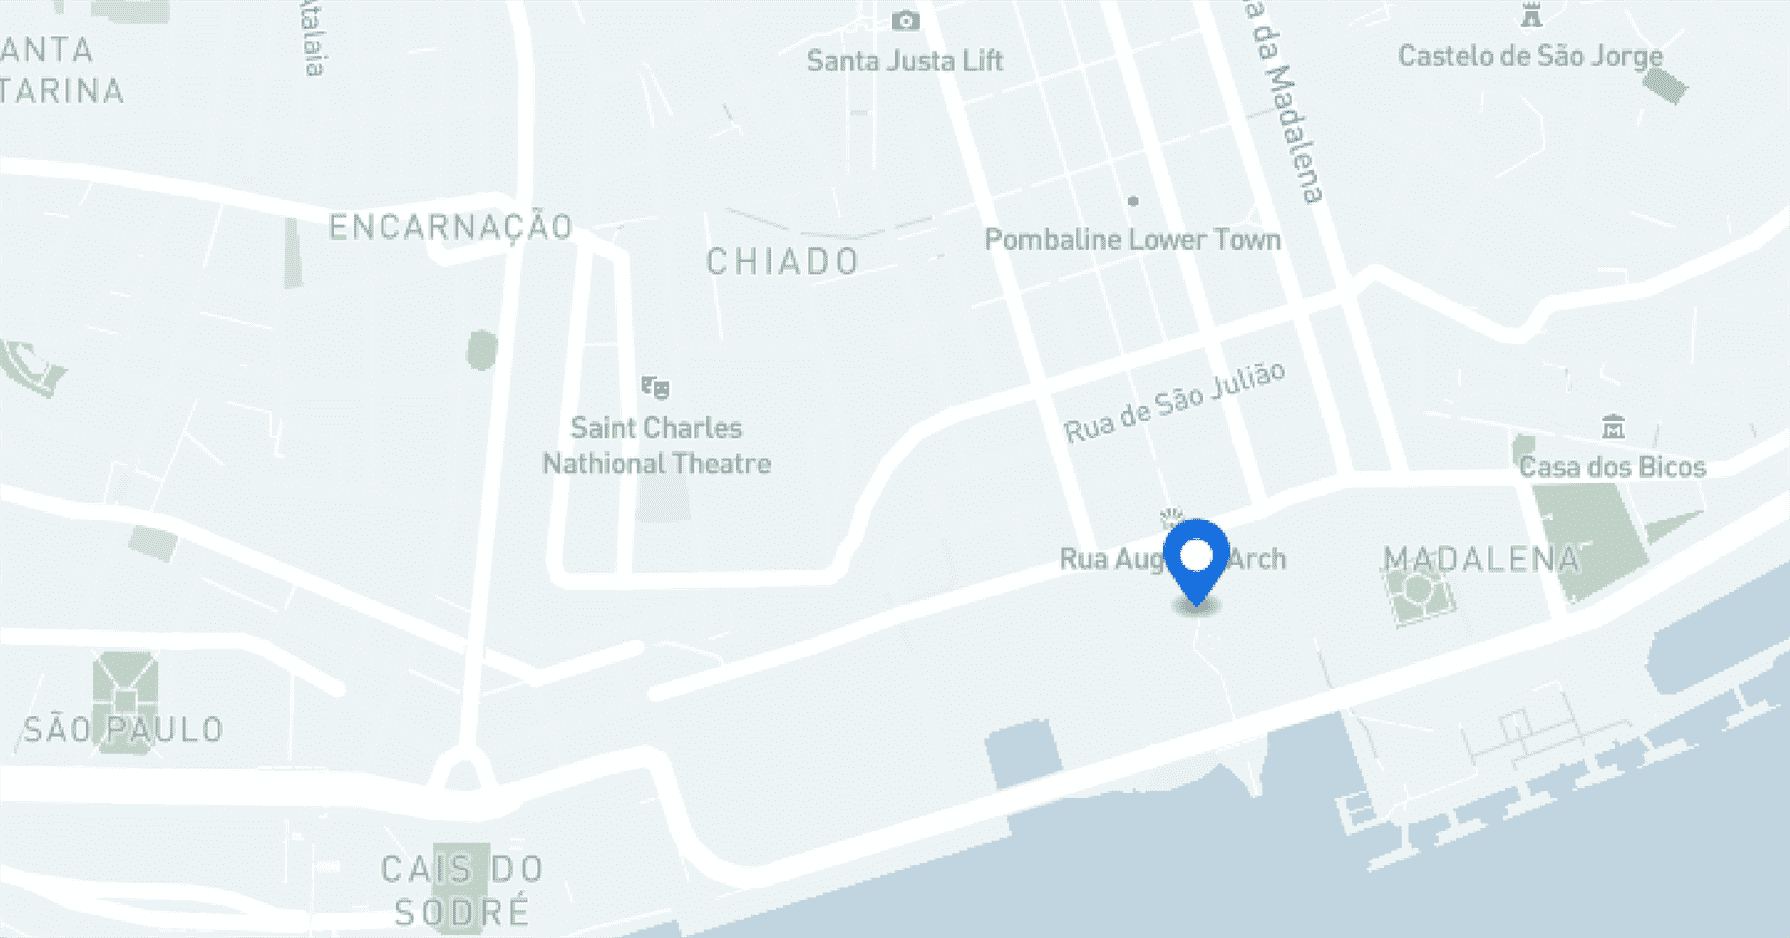 Atalaia
ANTA
TARINA
Santa Justa Lift
a da Madalena
Castelo de São Jorge
ENCARNAÇÃO
CHIADO
Pombaline Lower Town
Rua de São Julião
Saint Charles
Nathional Theatre
Casa dos Bicos
Rua Aug Arch
MADALENA
SÃO PAULO
CAIS DO
SODRÉ